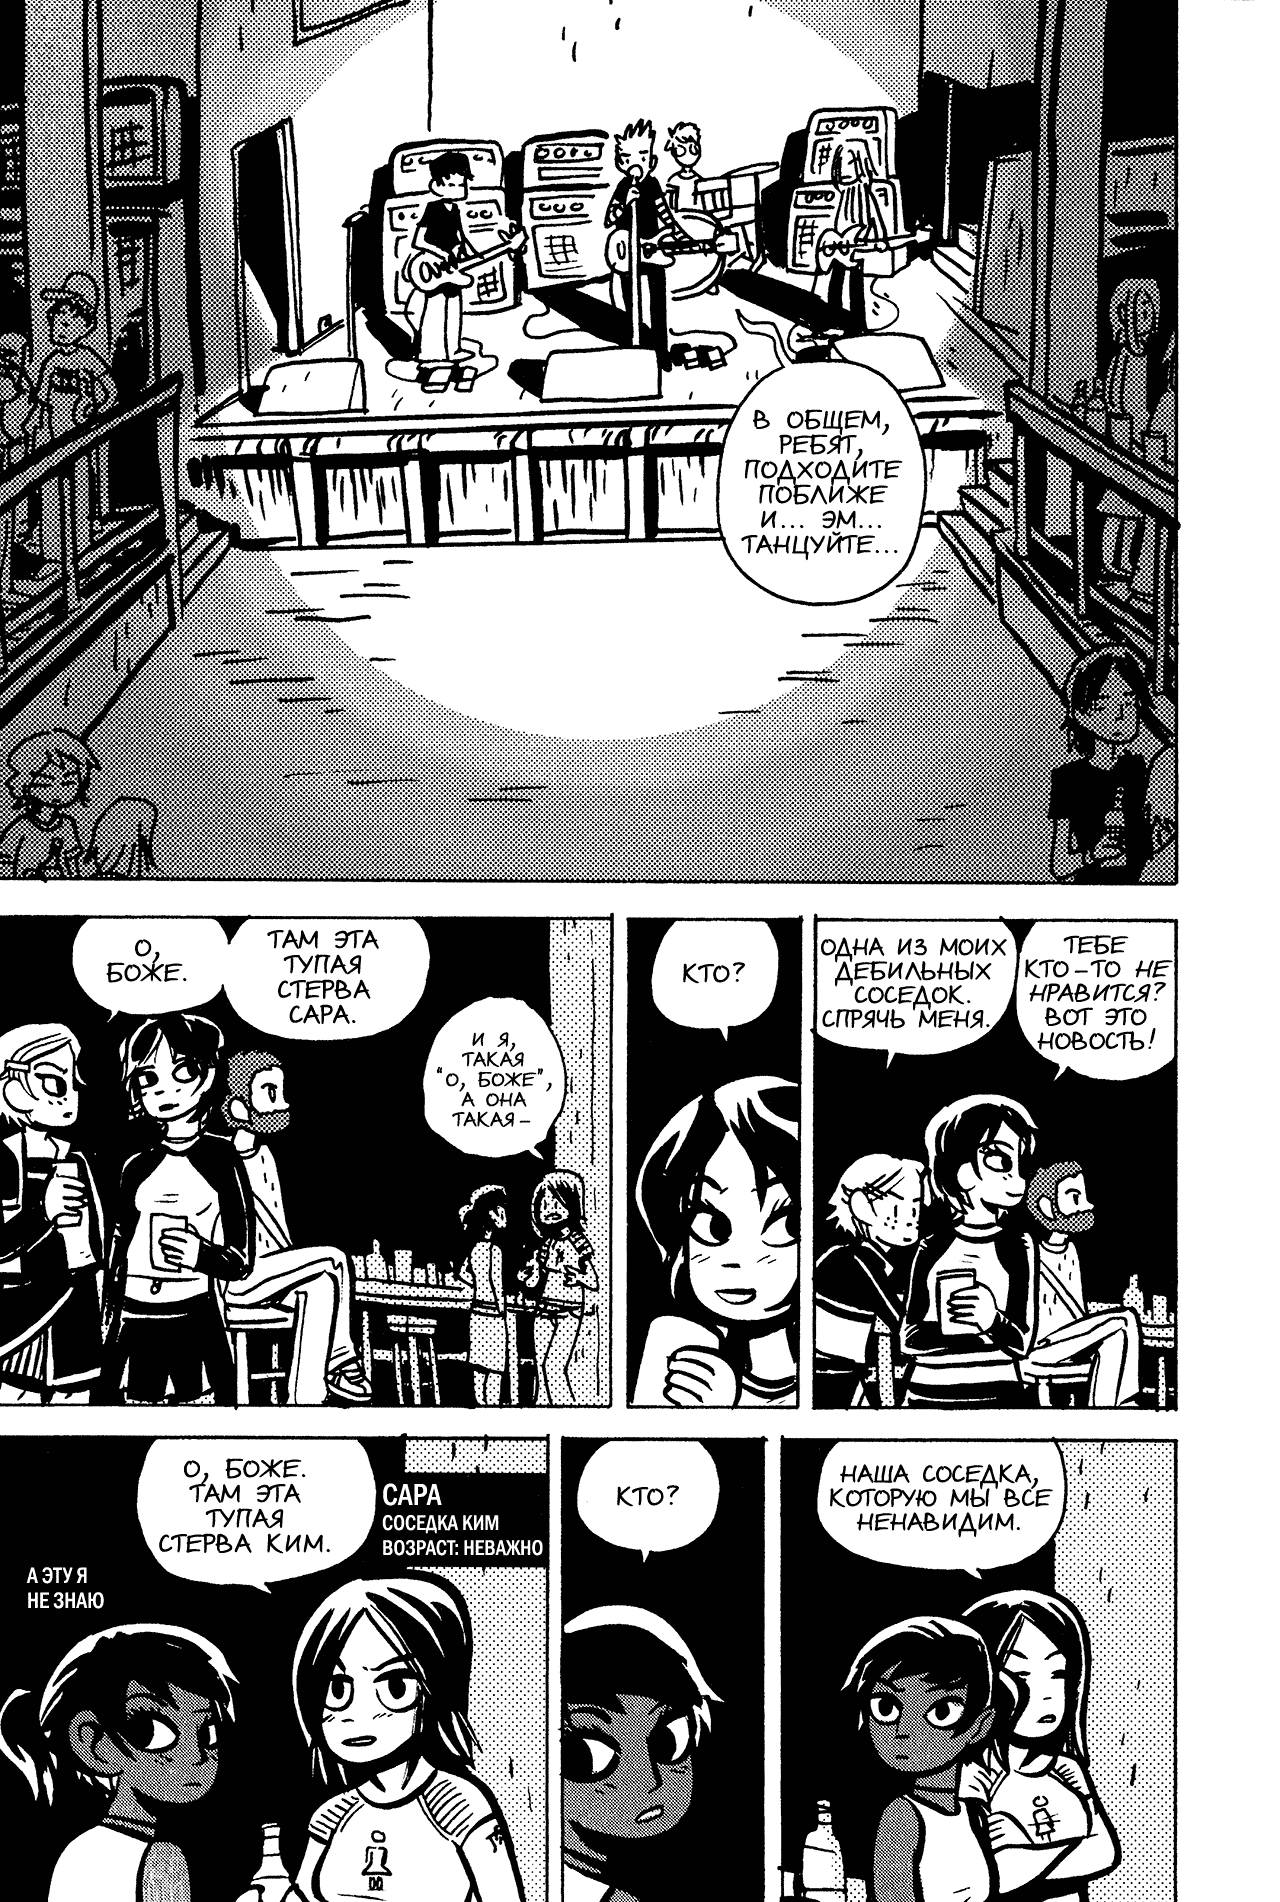 В ОБЩЕМ,
РЕБЯТ,
ПОДХОДИТЕ
ПОБЛИЖЕ
И... ЭМ...
ТАНЦУЙТЕ...
О,
БОЖЕ.
ТАМ ЭТА
ТУПАЯ
СТЕРВА
САРА.
И Я,
ТАКАЯ
"О, БОЖЕ",
А ОНА
ТАКАЯ–
КТО?
ОДНА ИЗ МОИХ
ДЕБИЛЬНЫХ
СОСЕДОК.
СПРЯЧЬ МЕНЯ.
ТЕБЕ
КТО–ТО НЕ
НРАВИТСЯ?
ВОТ ЭТО
НОВОСТЬ!
О, БОЖЕ.
ТАМ ЭТА
ТУПАЯ
СТЕРВА КИМ.
САРА
СОСЕДКА КИМ
ВОЗРАСТ: НЕВАЖНО
А ЭТУ Я
НЕ ЗНАЮ
КТО?
НАША СОСЕДКА,
КОТОРУЮ МЫ ВСЕ
НЕНАВИДИМ.